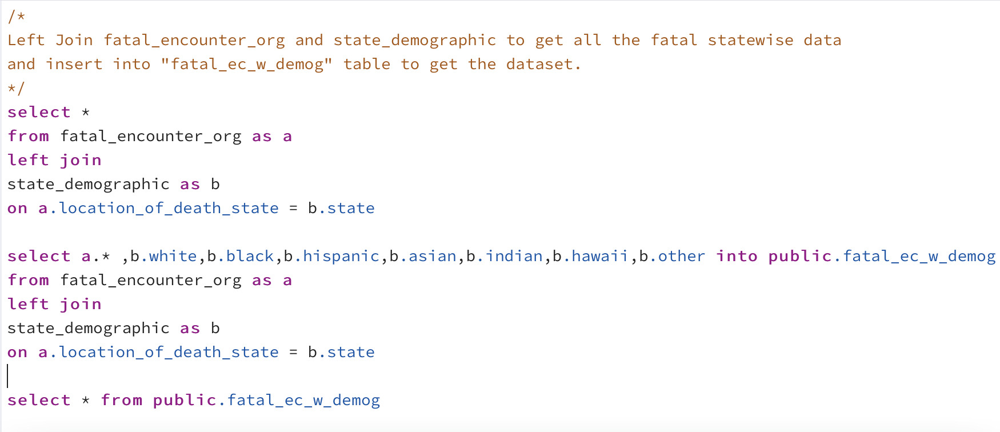 /*
Left Join fatal_encounter_org and state_demographic to get all the fatal statewise data
and insert into "fatal_ec_w_demog" table to get the dataset.
*/
select *
from fatal_encounter_org as a
left join
state_demographic as b
on a.location_of_death_state = b.state
select a.* ,b.white,b.black,b.hispanic,b.asian,b.indian,b.hawaii,b.other into public.fatal_ec_w_demog
from fatal_encounter_org as a
left join
state_demographic as b
on a.location_of_death_state = b.state
select * from public.fatal_ec_w_demog